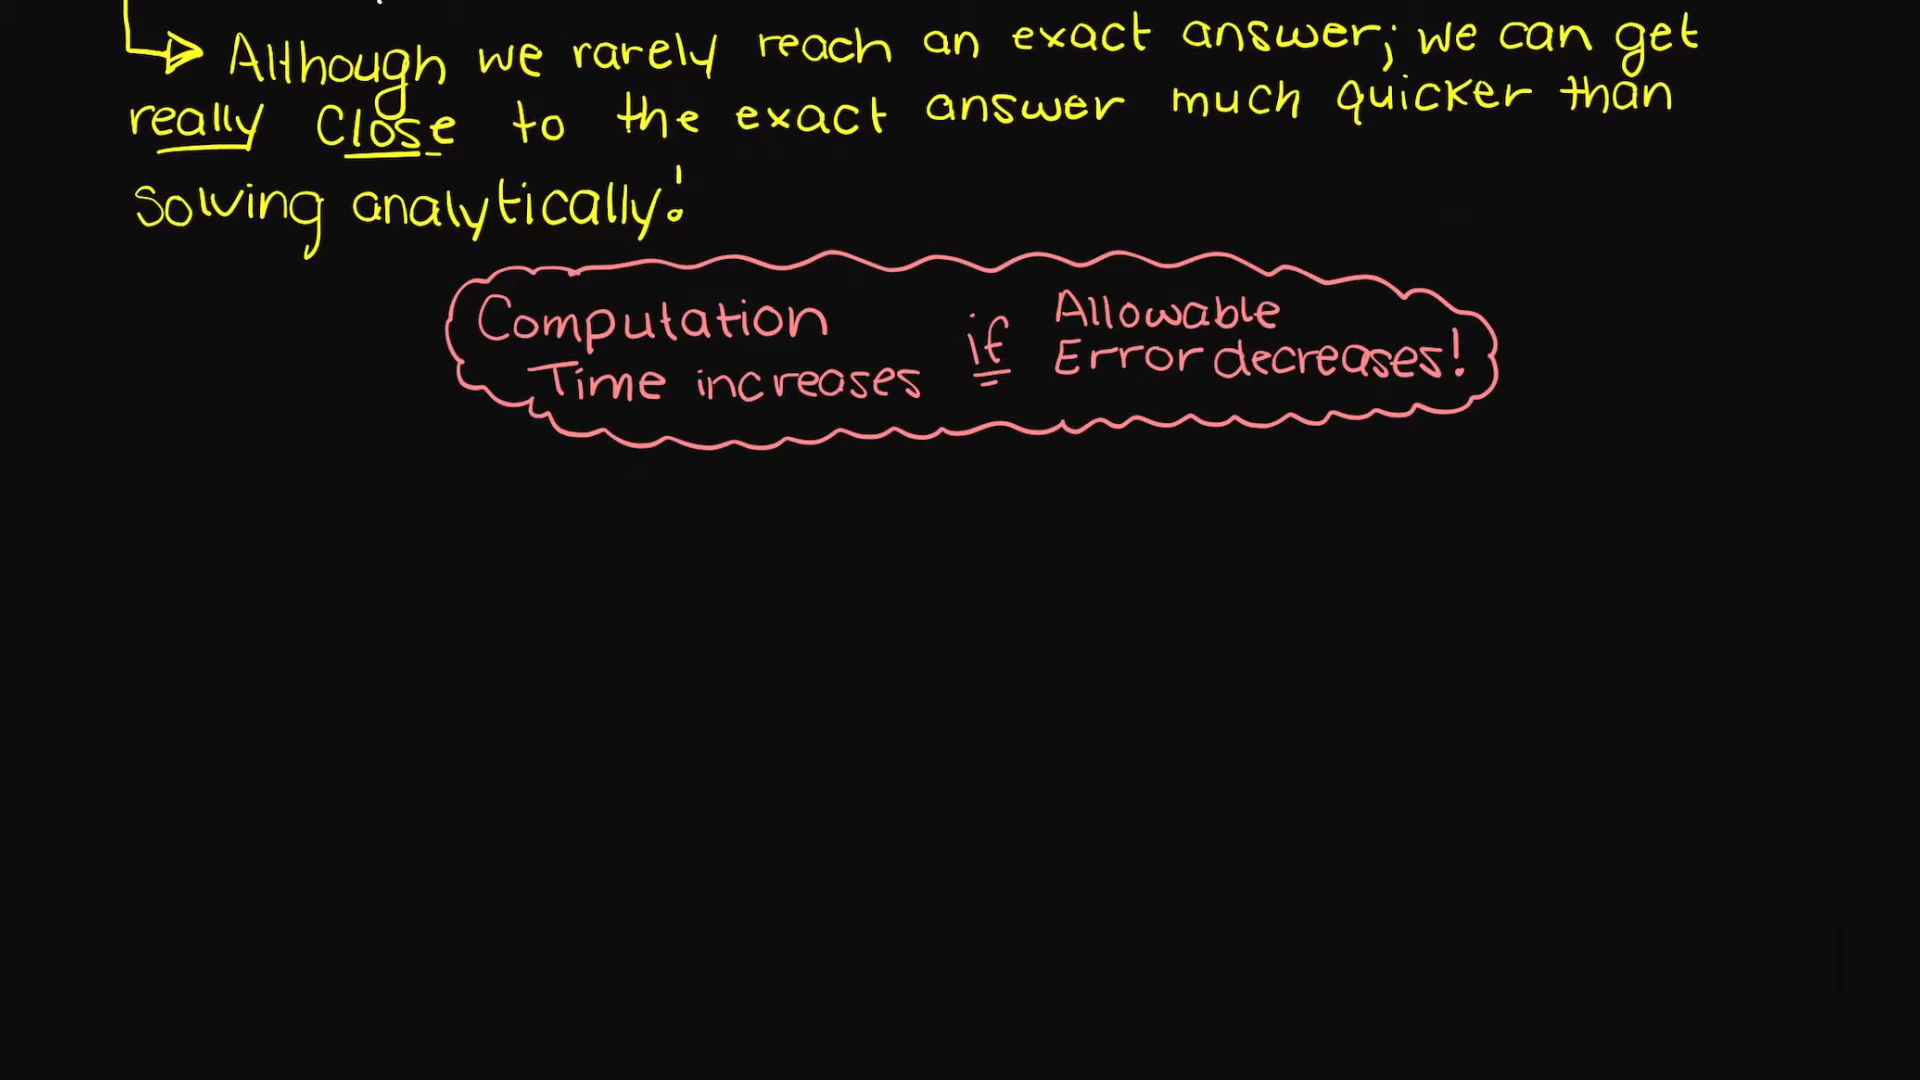 Although we rarely reach an exact answer; we can get
really close to the exact answer much quicker than
solving analytically!
Computation
Time increases if
Allowable
Error decreases!